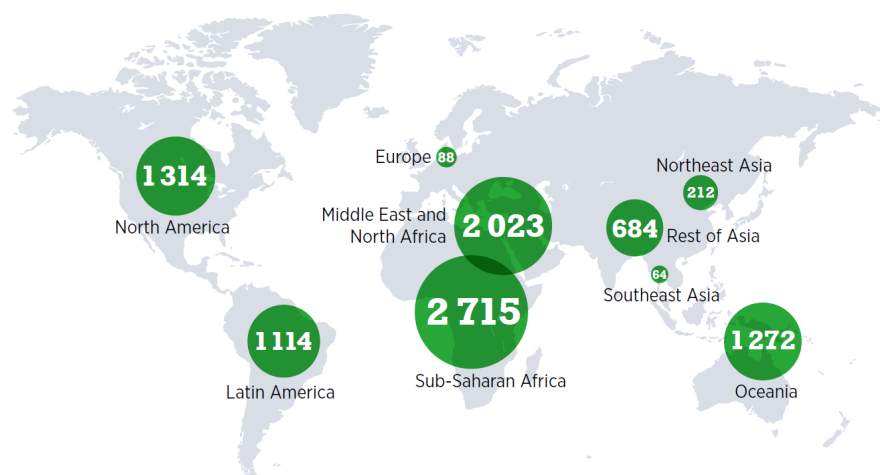 1 314
North America
Europe
88
Middle East and
North Africa
2 023
Northeast Asia
212
684
Rest of Asia
64
Southeast Asia
2 715
Sub-Saharan Africa
1 114
Latin America
1 272
Oceania